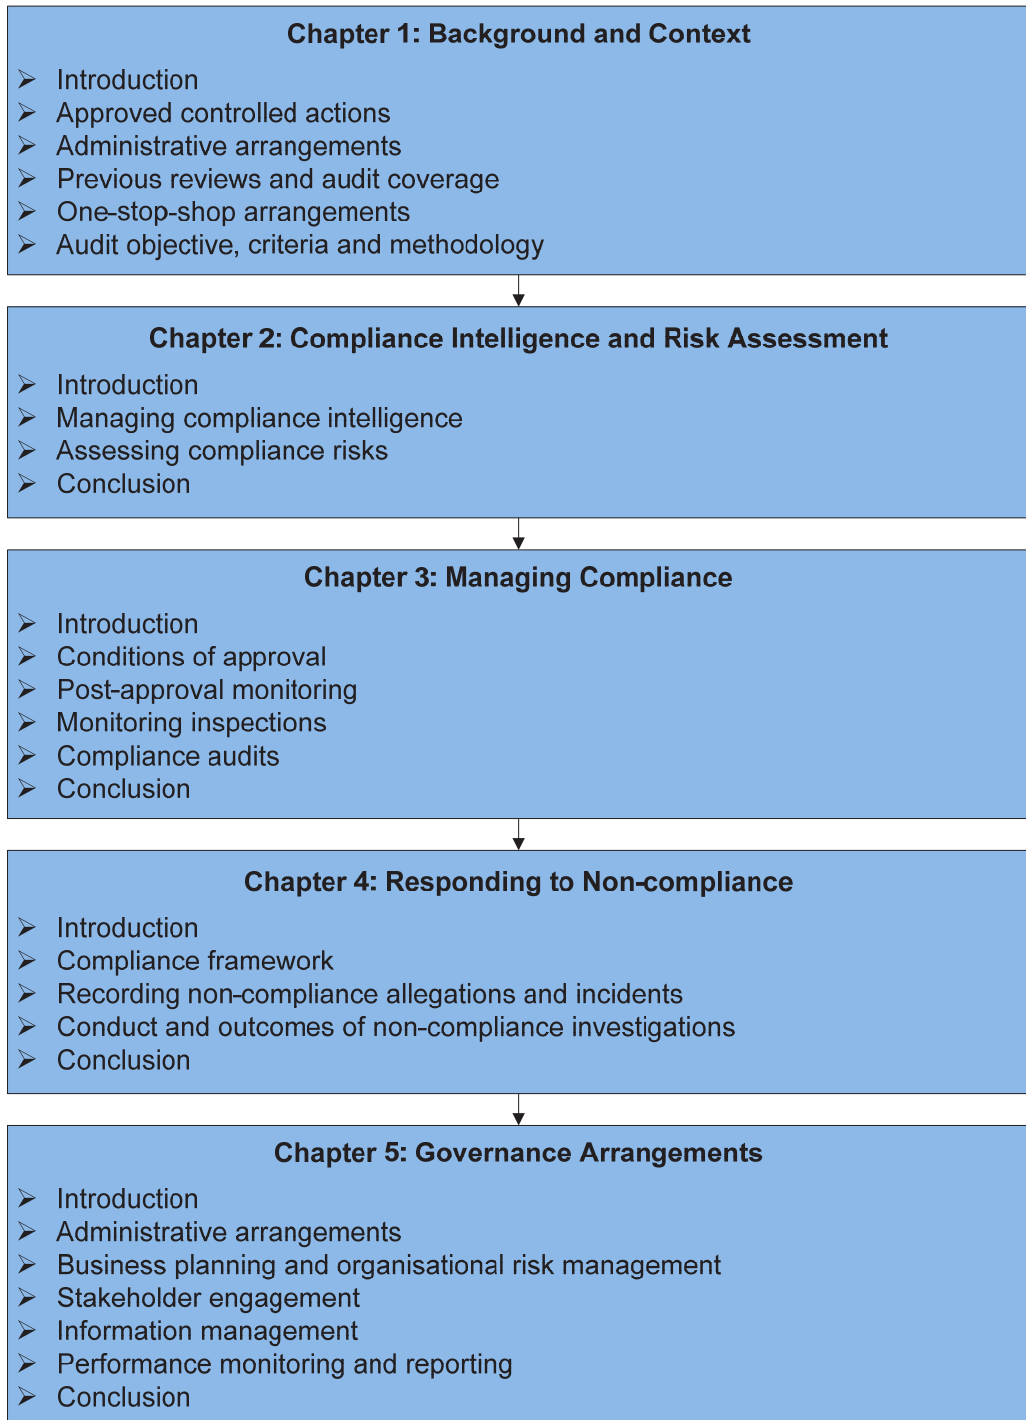 Chapter 1: Background and Context
➢ Introduction
➢ Approved controlled actions
➢ Administrative arrangements
➢ Previous reviews and audit coverage
➢ One-stop-shop arrangements
➢ Audit objective, criteria and methodology
Chapter 2: Compliance Intelligence and Risk Assessment
➢ Introduction
➢ Managing compliance intelligence
➢ Assessing compliance risks
➢ Conclusion
Chapter 3: Managing Compliance
➢ Introduction
➢ Conditions of approval
➢ Post-approval monitoring
➢ Monitoring inspections
➢ Compliance audits
➢ Conclusion
Chapter 4: Responding to Non-compliance
➢ Introduction
➢ Compliance framework
➢ Recording non-compliance allegations and incidents
➢ Conduct and outcomes of non-compliance investigations
➢ Conclusion
Chapter 5: Governance Arrangements
➢ Introduction
➢ Administrative arrangements
➢ Business planning and organisational risk management
➢ Stakeholder engagement
➢ Information management
➢ Performance monitoring and reporting
➢ Conclusion